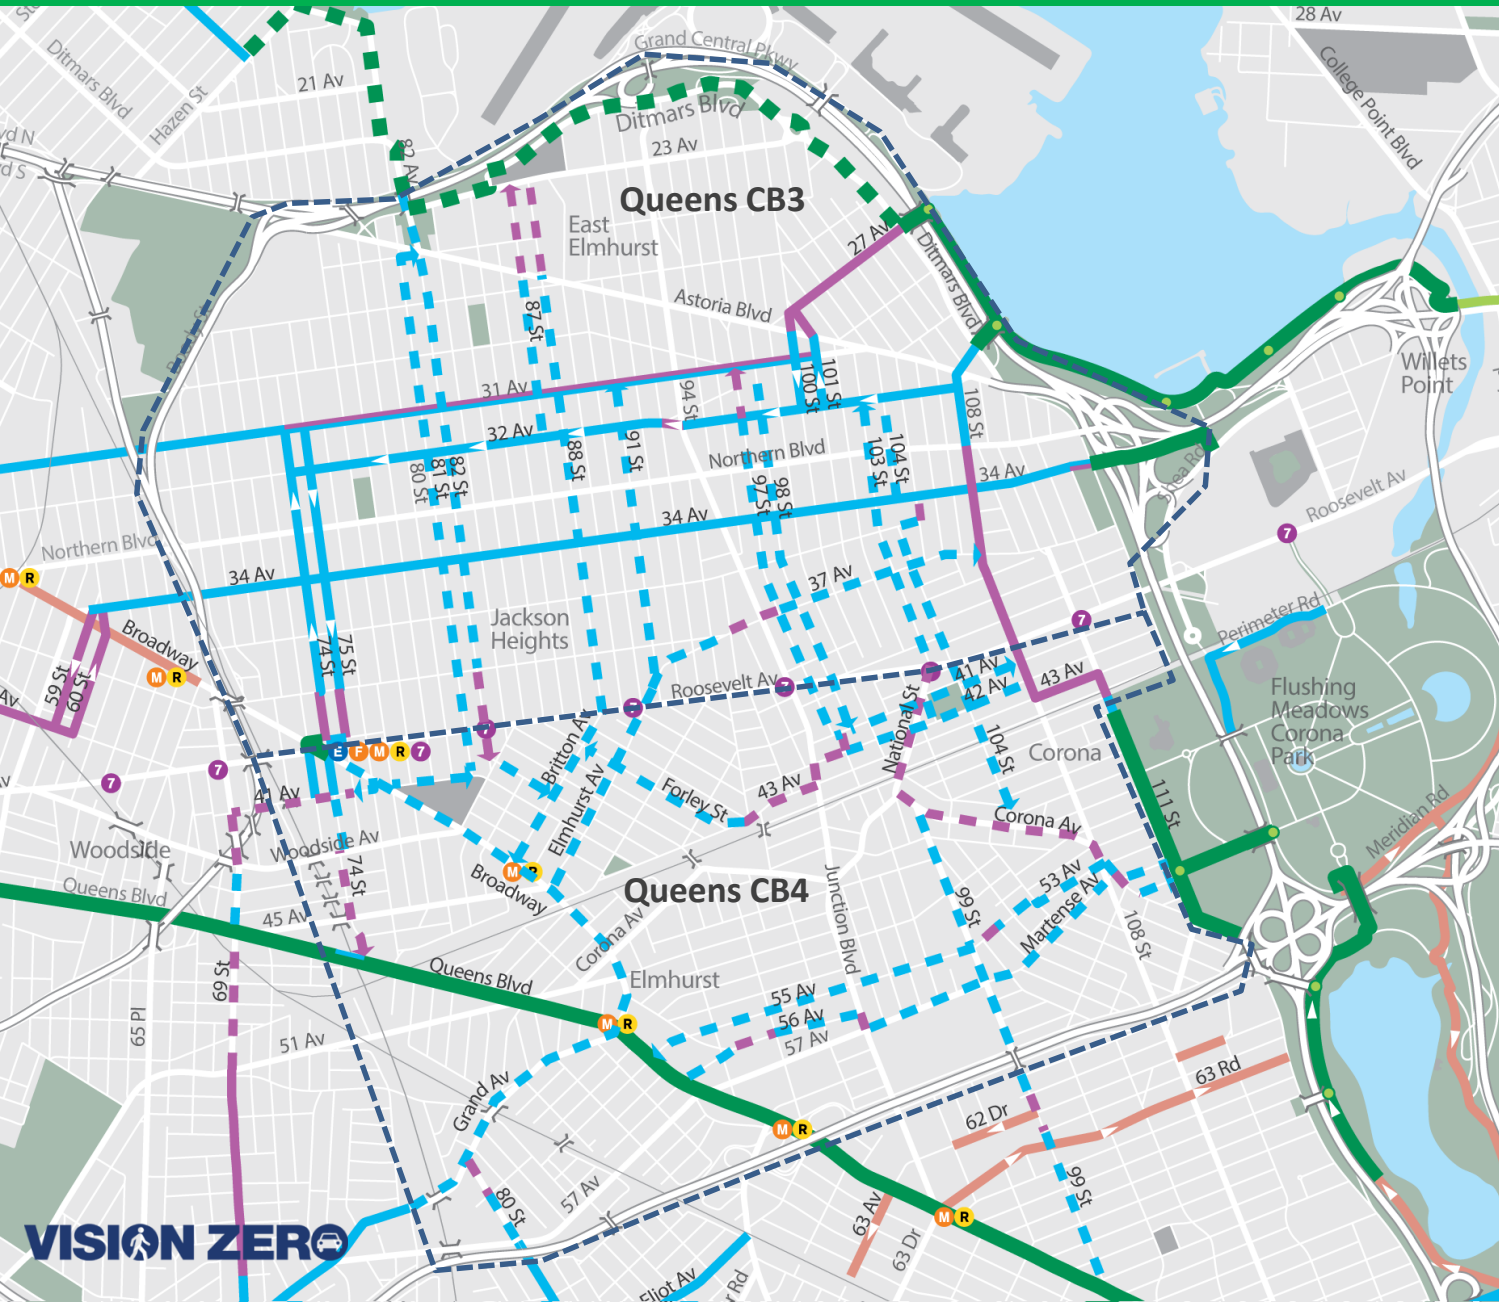 28 Av
Grand Central Pkwy
Ditmars Blvd
21 Av
College Point Blvd
Hazen St
Ditmars Blvd
23 Av
82 Av
Queens CB3
East
Elmhurst
27 Av
Ditmars Blvd
Astoria Blvd
87 St
Willets
Point
31 Av
94 St
100 St
101 St
108 St
32 Av
Northern Blvd
80 St
81 St
82 St
88 St
91 St
97 St
98 St
103 St
104 St
34 Av
Shea Rd
Roosevelt Av
7
34 Av
Northern Blvd
M R
34 Av
37 Av
Perimeter Rd
Jackson
Heights
7
Broadway
M R
59 St
60 St
74 St
75 St
Roosevelt Av
41 Av
42 Av
43 Av
Flushing
Meadows
Corona
Park
National St
104 St
Corona
E F M R 7
7
7
Britton Av
Elmhurst Av
Forley St
43 Av
111 St
Meridian Rd
41 Av
Woodside
Woodside Av
74 St
Corona Av
M R
Broadway
Queens CB4
Junction Blvd
53 Av
Martense Av
99 St
108 St
Queens Blvd
45 Av
Corona Av
Queens Blvd
Elmhurst
69 St
55 Av
56 Av
57 Av
M R
65 Pl
51 Av
Grand Av
63 Rd
62 Dr
M R
57 Av
80 St
99 St
63 Av
63 Dr
M R
VISION ZERO
Eliot Av